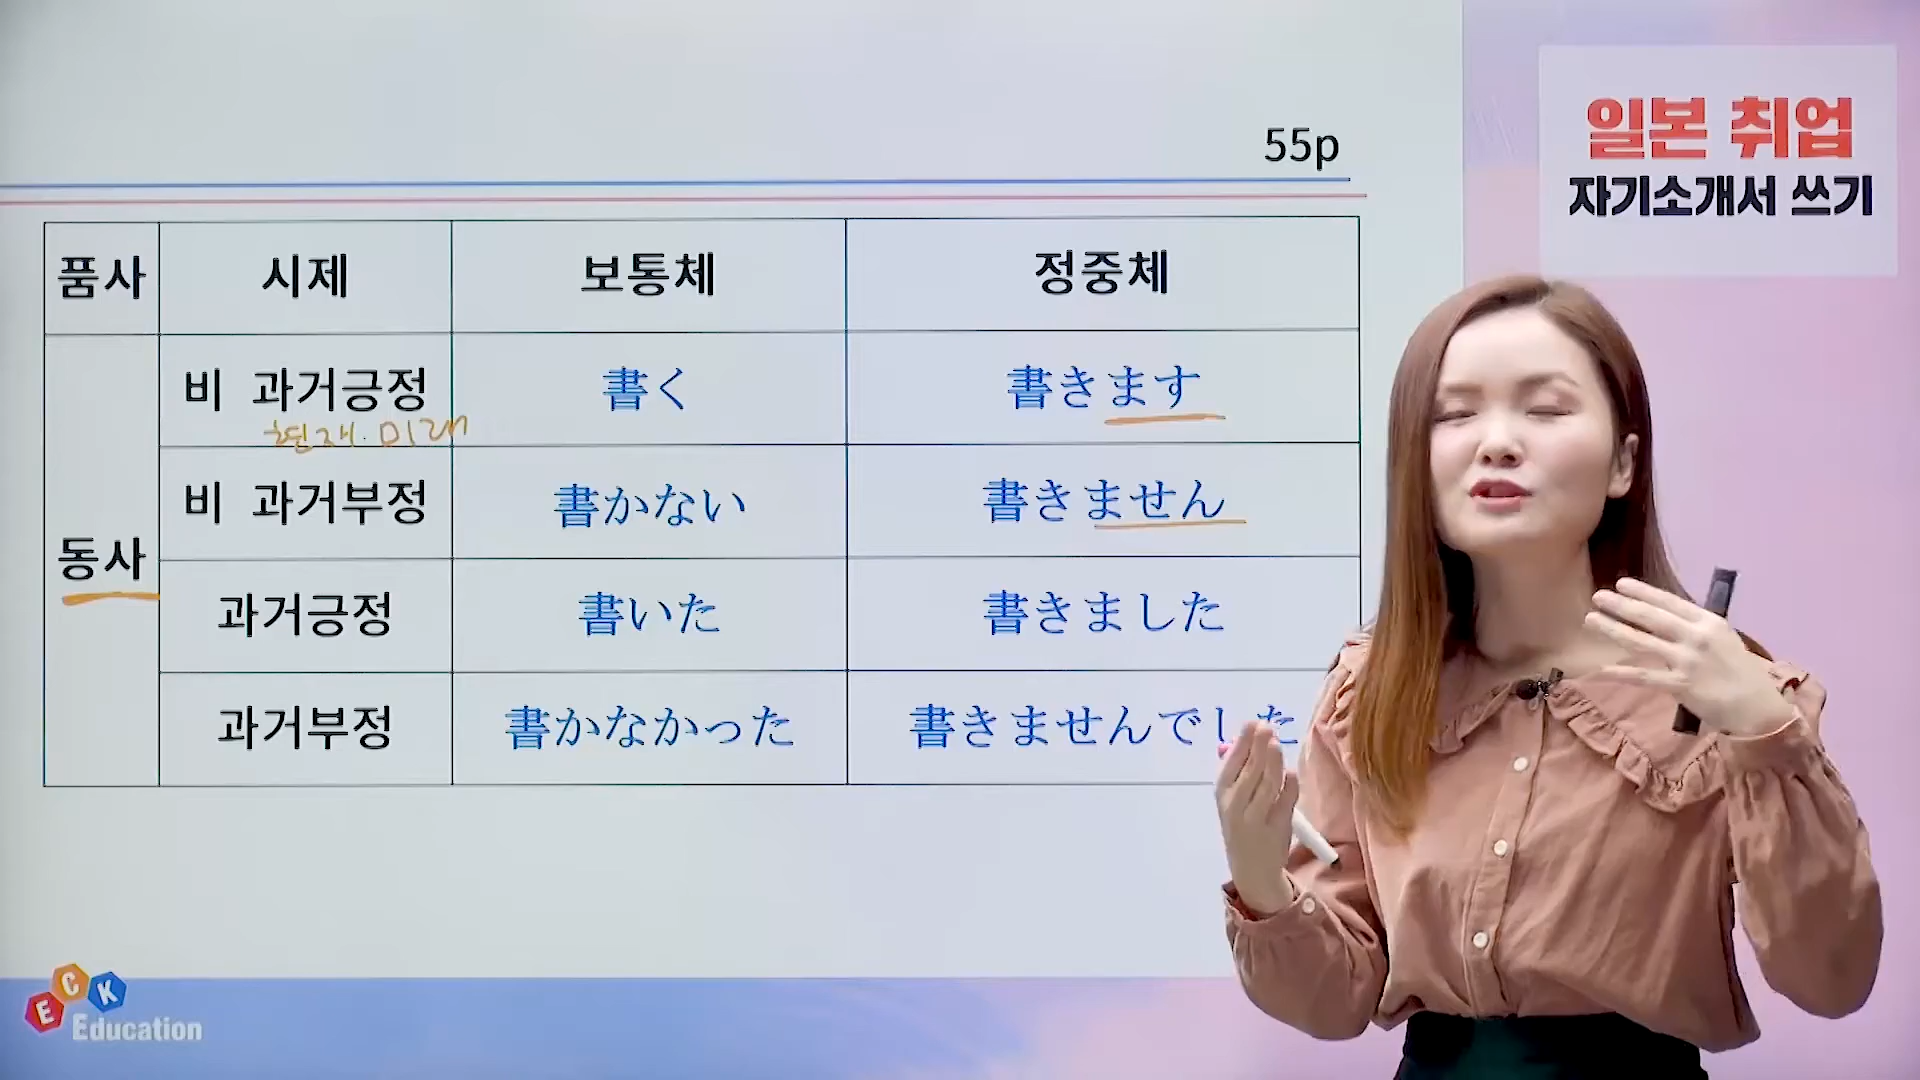 55p
일본 취업
자기소개서 쓰기
품사 시제 보통체 정중체
비 과거긍정 書く 書きます
현재·미래
비 과거부정 書かない 書きません
동사
과거긍정 書いた 書きました
과거부정 書かなかった 書きませんでした
ECK
Education